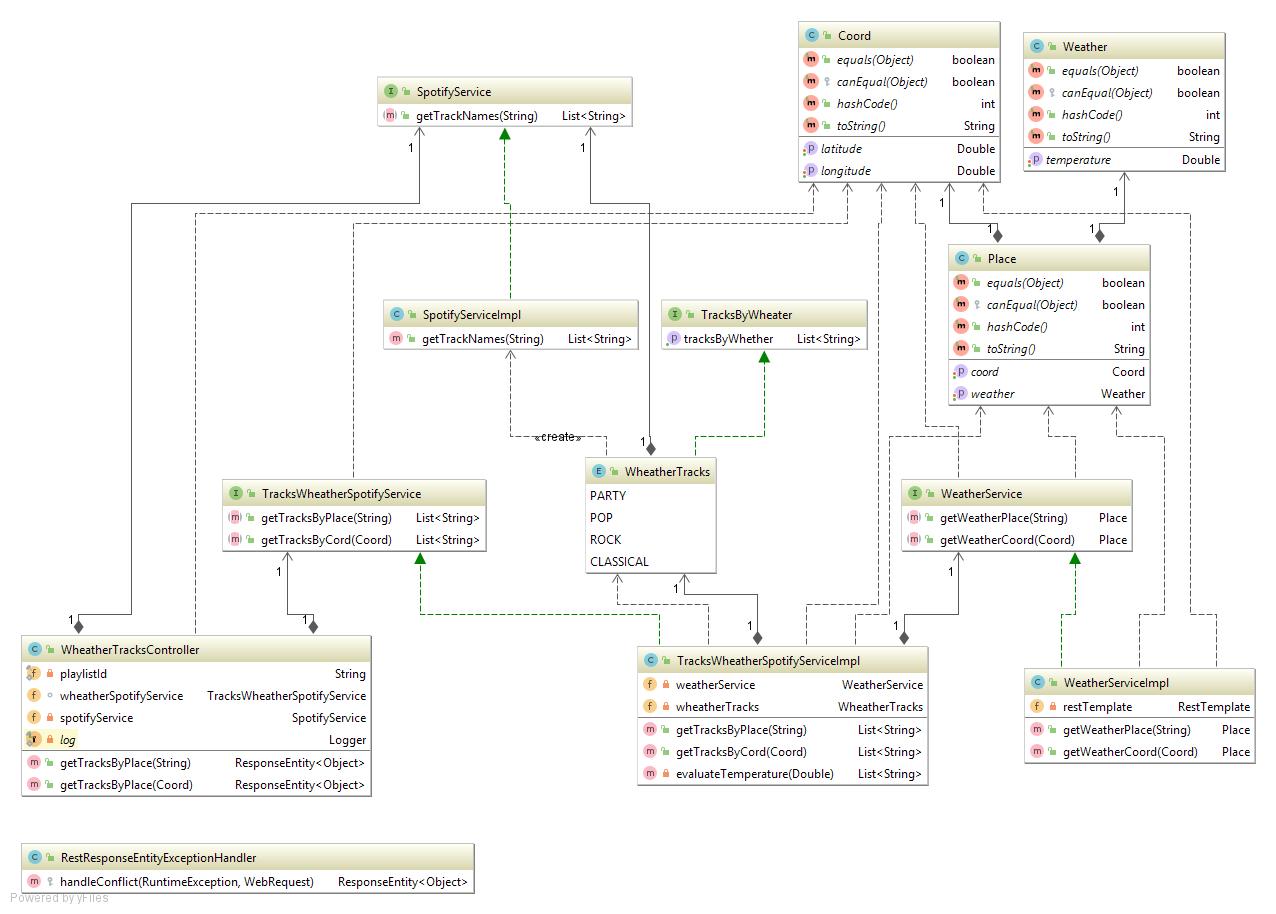 Coord
equals(Object) boolean
canEqual(Object) boolean
hashCode() int
toString() String
latitude Double
longitude Double
Weather
equals(Object) boolean
canEqual(Object) boolean
hashCode() int
toString() String
temperature Double
SpotifyService
getTrackNames(String) List<String>
1
1
1
1
1
1
Place
equals(Object) boolean
canEqual(Object) boolean
hashCode() int
toString() String
coord Coord
weather Weather
SpotifyServiceImpl
getTrackNames(String) List<String>
TracksByWheater
tracksByWhether List<String>
«create»
1
WheatherTracks
PARTY
POP
ROCK
CLASSICAL
TracksWheatherSpotifyService
getTracksByPlace(String) List<String>
getTracksByCord(Coord) List<String>
WeatherService
getWeatherPlace(String) Place
getWeatherCoord(Coord) Place
1
1
1
1
1
1
1
WheatherTracksController
playlistId String
wheatherSpotifyService TracksWheatherSpotifyService
spotifyService SpotifyService
log Logger
getTracksByPlace(String) ResponseEntity<Object>
getTracksByPlace(Coord) ResponseEntity<Object>
TracksWheatherSpotifyServiceImpl
weatherService WeatherService
wheatherTracks WheatherTracks
getTracksByPlace(String) List<String>
getTracksByCord(Coord) List<String>
evaluateTemperature(Double) List<String>
WeatherServiceImpl
restTemplate RestTemplate
getWeatherPlace(String) Place
getWeatherCoord(Coord) Place
RestResponseEntityExceptionHandler
handleConflict(RuntimeException, WebRequest) ResponseEntity<Object>
Powered by yFiles